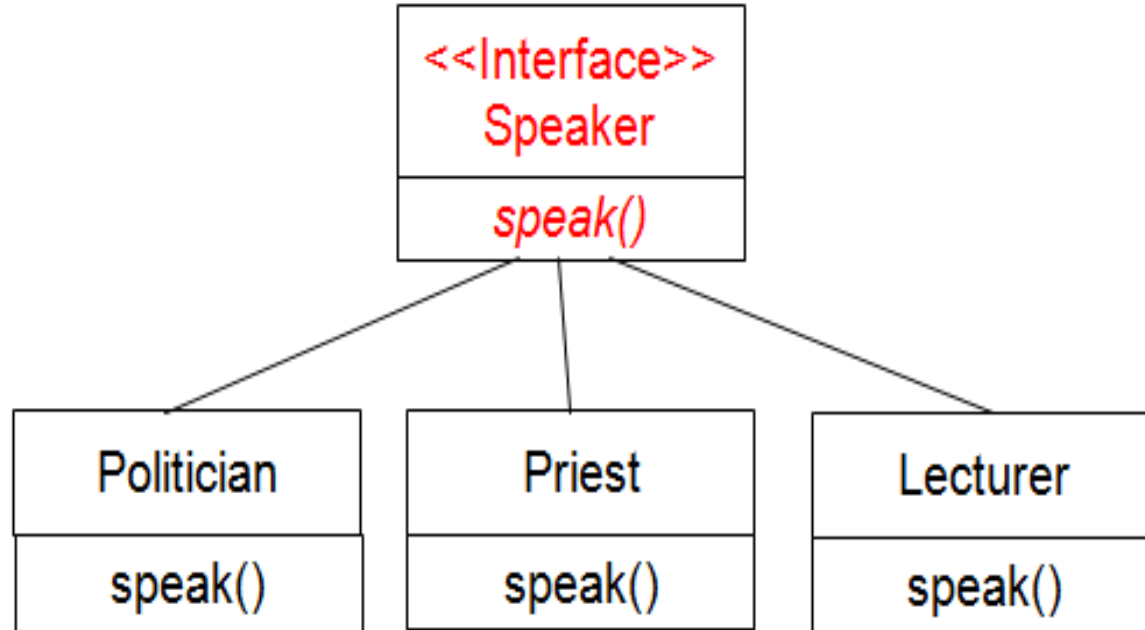 <<Interface>>
Speaker
speak()
Politician
Priest
Lecturer
speak()
speak()
speak()